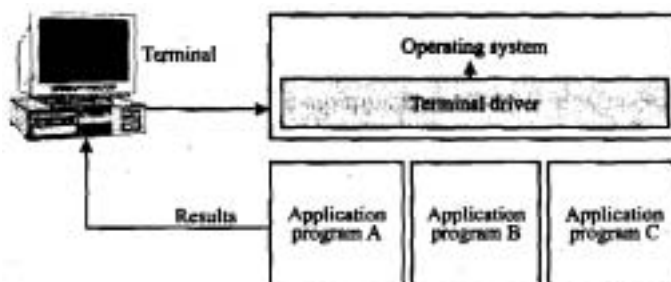 Terminal
Operating system
Terminal driver
Results
Application
program A
Application
program B
Application
program C